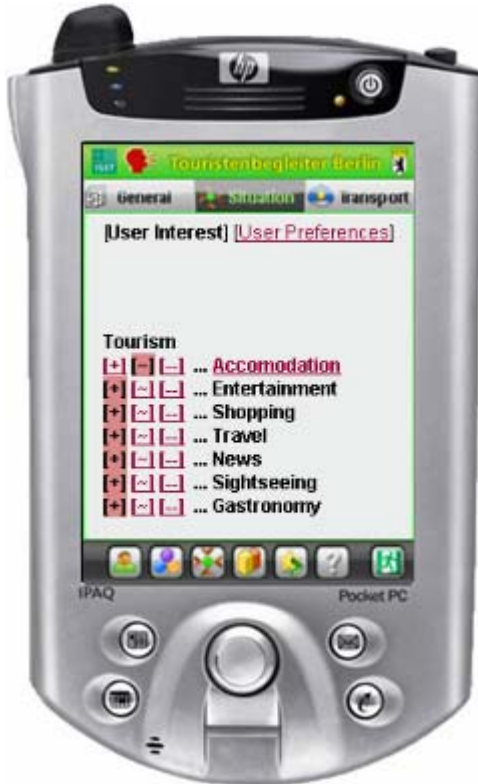 hp
Touristenbegleiter Berlin
General Situation Transport
[User Interest] [User Preferences]
Tourism
[+] [~] [--] ... Accomodation
[+] [~] [--] ... Entertainment
[+] [~] [--] ... Shopping
[+] [~] [--] ... Travel
[+] [~] [--] ... News
[+] [~] [--] ... Sightseeing
[+] [~] [--] ... Gastronomy
?
iPAQ Pocket PC